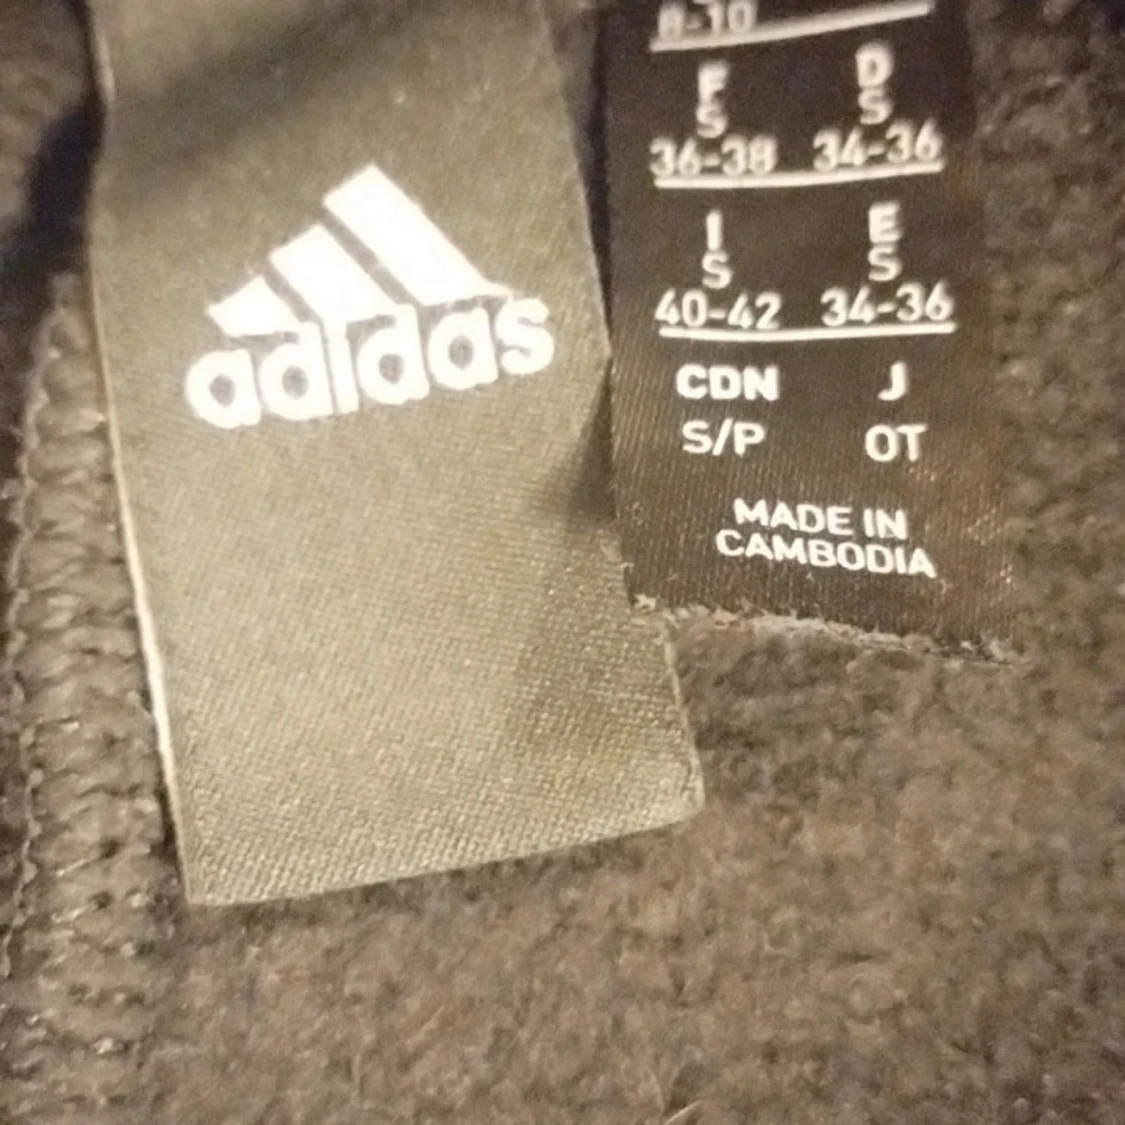 adidas
8-10
F D
S S
36-38 34-36
I E
S S
40-42 34-36
CDN J
S/P OT
MADE IN
CAMBODIA